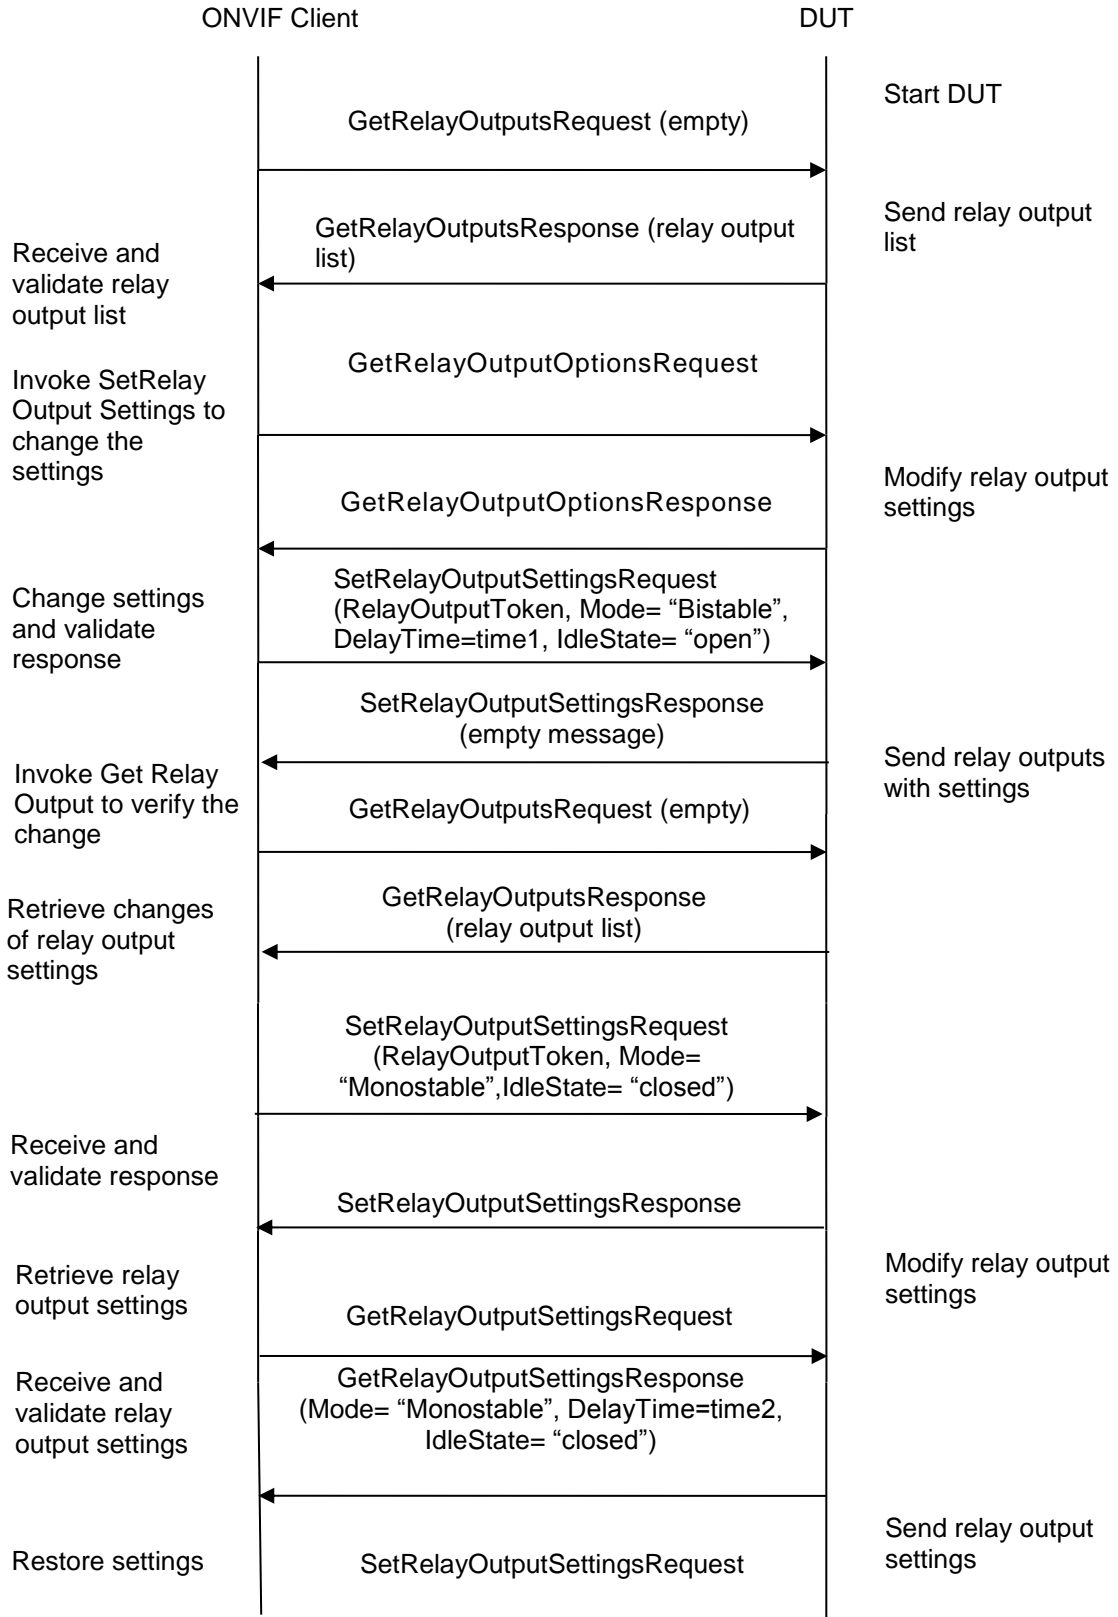 ONVIF Client
DUT
Start DUT
GetRelayOutputsRequest (empty)
Send relay output
list
GetRelayOutputsResponse (relay output
list)
Receive and
validate relay
output list
GetRelayOutputOptionsRequest
Invoke SetRelay
Output Settings to
change the
settings
Modify relay output
settings
GetRelayOutputOptionsResponse
SetRelayOutputSettingsRequest
(RelayOutputToken, Mode= “Bistable”,
DelayTime=time1, IdleState= “open”)
Change settings
and validate
response
SetRelayOutputSettingsResponse
(empty message)
Send relay outputs
with settings
Invoke Get Relay
Output to verify the
change
GetRelayOutputsRequest (empty)
GetRelayOutputsResponse
(relay output list)
Retrieve changes
of relay output
settings
SetRelayOutputSettingsRequest
(RelayOutputToken, Mode=
“Monostable”,IdleState= “closed”)
Receive and
validate response
SetRelayOutputSettingsResponse
Modify relay output
settings
Retrieve relay
output settings
GetRelayOutputSettingsRequest
GetRelayOutputSettingsResponse
(Mode= “Monostable”, DelayTime=time2,
IdleState= “closed”)
Receive and
validate relay
output settings
Send relay output
settings
Restore settings
SetRelayOutputSettingsRequest